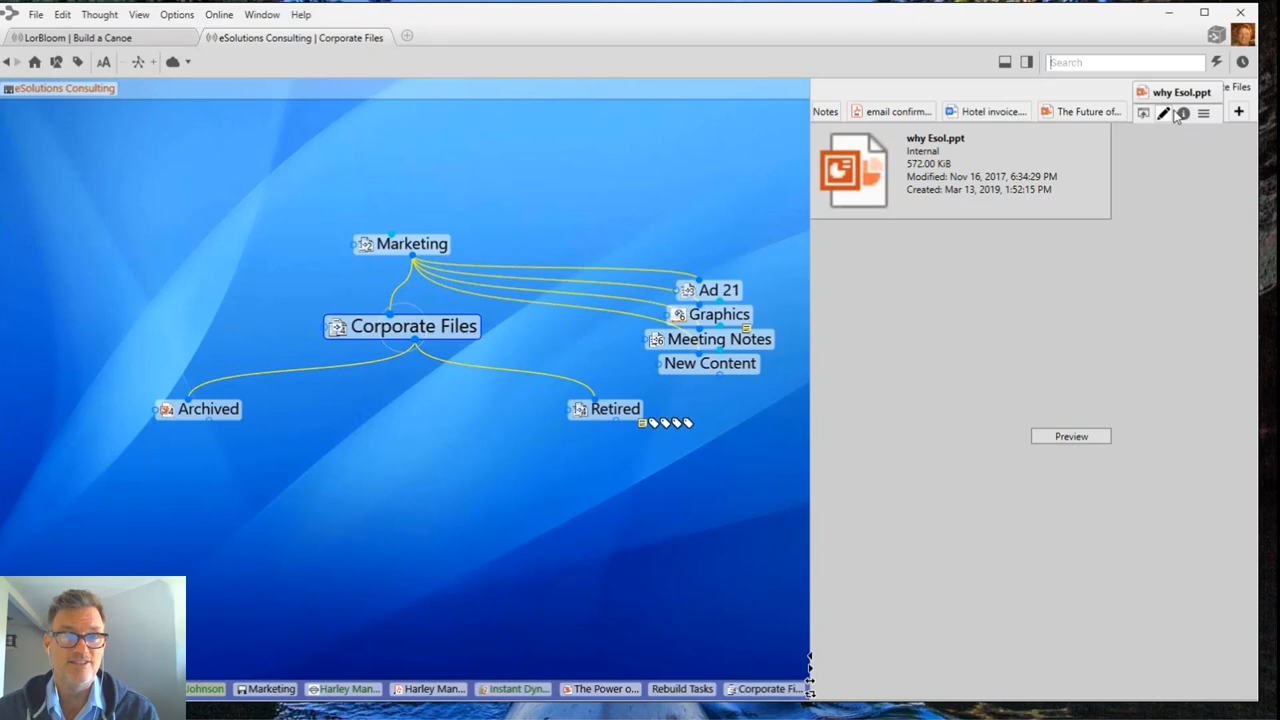 File Edit Thought View Options Online Window Help
LorBloom | Build a Canoe
eSolutions Consulting | Corporate Files
AA
Search
eSolutions Consulting
why Esol.ppt
te Files
Notes
email confirm...
Hotel invoice....
The Future of...
why Esol.ppt
Internal
572.00 KiB
Modified: Nov 16, 2017, 6:34:29 PM
Created: Mar 13, 2019, 1:52:15 PM
Marketing
Ad 21
Graphics
Corporate Files
Meeting Notes
New Content
Archived
Retired
Preview
Johnson
Marketing
Harley Man...
Harley Man...
Instant Dyn...
The Power o...
Rebuild Tasks
Corporate Fi...